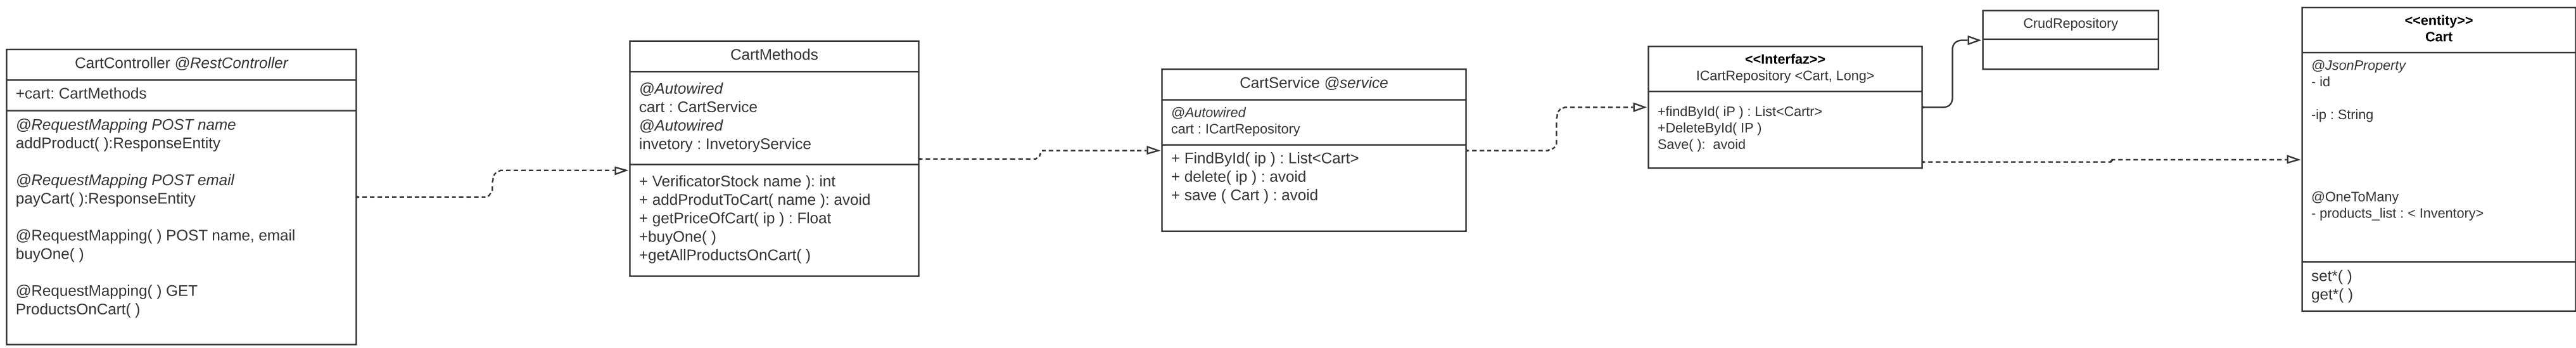 CartController @RestController
+cart: CartMethods
@RequestMapping POST name
addProduct( ):ResponseEntity
@RequestMapping POST email
payCart( ):ResponseEntity
@RequestMapping( ) POST name, email
buyOne( )
@RequestMapping( ) GET
ProductsOnCart( )
CartMethods
@Autowired
cart : CartService
@Autowired
invetory : InvetoryService
+ VerificatorStock name ): int
+ addProdutToCart( name ): avoid
+ getPriceOfCart( ip ) : Float
+buyOne( )
+getAllProductsOnCart( )
CartService @service
@Autowired
cart : ICartRepository
+ FindById( ip ) : List<Cart>
+ delete( ip ) : avoid
+ save ( Cart ) : avoid
<<Interfaz>>
ICartRepository <Cart, Long>
+findById( iP ) : List<Cartr>
+DeleteById( IP )
Save( ):  avoid
CrudRepository
<<entity>>
Cart
@JsonProperty
- id
-ip : String
@OneToMany
- products_list : < Inventory>
set*( )
get*( )